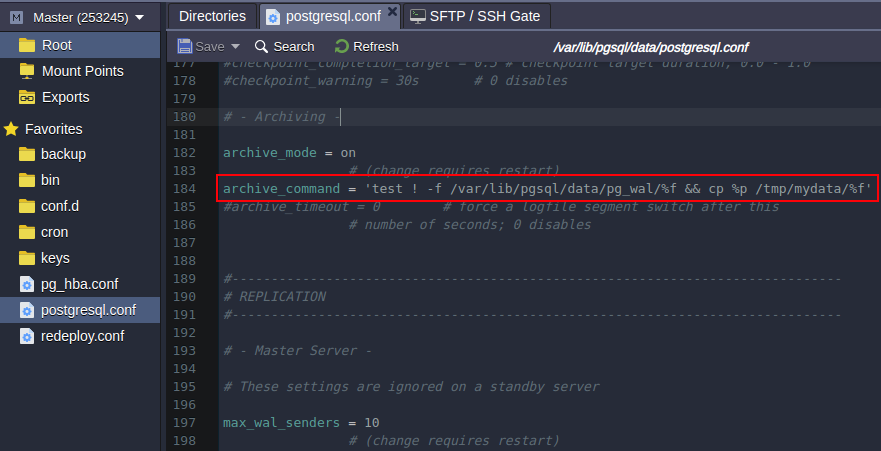 Master (253245)
Directories
postgresql.conf
SFTP / SSH Gate
Save
Search
Refresh
/var/lib/pgsql/data/postgresql.conf
Root
Mount Points
Exports
Favorites
backup
bin
conf.d
cron
keys
pg_hba.conf
postgresql.conf
redeploy.conf
177 #checkpoint_completion_target = 0.5 # checkpoint target duration, 0.0 - 1.0
178 #checkpoint_warning = 30s # 0 disables
179
180 # - Archiving -
181
182 archive_mode = on
183 # (change requires restart)
184 archive_command = 'test ! -f /var/lib/pgsql/data/pg_wal/%f && cp %p /tmp/mydata/%f'
185 #archive_timeout = 0 # force a logfile segment switch after this
186 # number of seconds; 0 disables
187
188
189 #------------------------------------------------------------------------------
190 # REPLICATION
191 #------------------------------------------------------------------------------
192
193 # - Master Server -
194
195 # These settings are ignored on a standby server
196
197 max_wal_senders = 10
198 # (change requires restart)